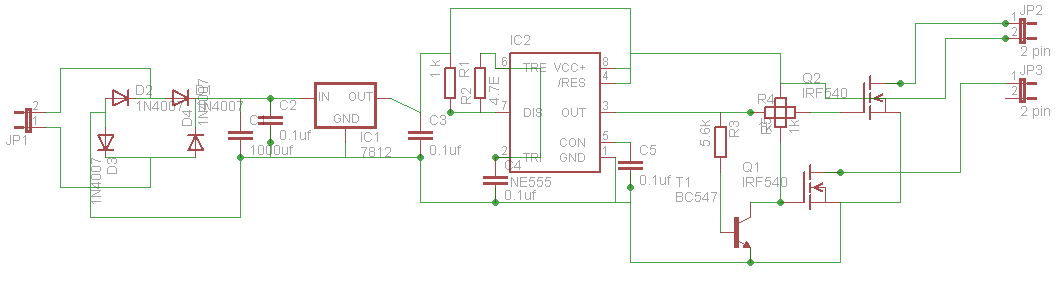 JP2
1
2
2 pin
JP3
1
2
2 pin
IC2
6
TRE
VCC+
8
/RES
4
7
DIS
OUT
3
CON
5
2
TRI
GND
1
NE555
1k
R2
R1
4.7E
D2
1N4007
D4
1N4007
1N4007
D3
1N4007
2
1
JP1
C2
0.1uf
1000uf
IN
OUT
GND
IC1
7812
C3
0.1uf
C4
0.1uf
C5
0.1uf
5.6k
R3
T1
BC547
R4
1K
Q2
IRF540
Q1
IRF540